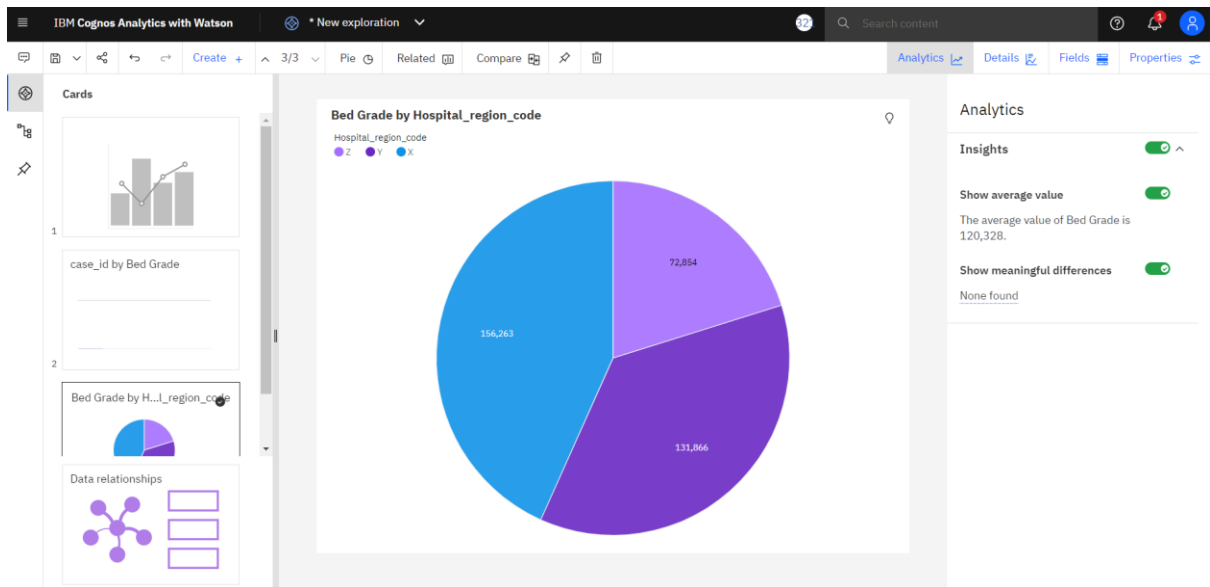 IBM Cognos Analytics with Watson
* New exploration
32
Search content
1
Create +
3/3
Pie
Related
Compare
Analytics
Details
Fields
Properties
Cards
1
case_id by Bed Grade
2
Bed Grade by H...l_region_code
Data relationships
Bed Grade by Hospital_region_code
Hospital_region_code
Z Y X
72,854
156,263
131,866
Analytics
Insights
Show average value
The average value of Bed Grade is
120,328.
Show meaningful differences
None found